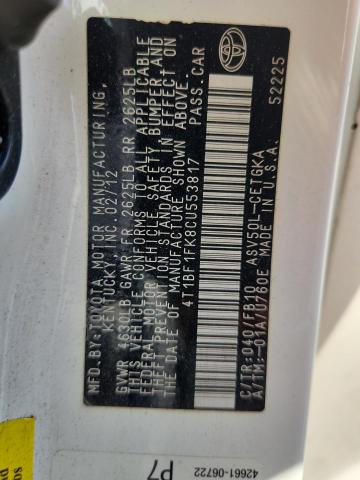 MFD. BY: TOYOTA MOTOR MANUFACTURING,
KENTUCKY, INC. 02/12
GVWR 4630LB GAWR FR 2625LB RR 2625LB
THIS VEHICLE CONFORMS TO ALL APPLICABLE
FEDERAL MOTOR VEHICLE SAFETY, BUMPER AND
THEFT PREVENTION STANDARDS IN EFFECT ON
THE DATE OF MANUFACTURE SHOWN ABOVE.
4T1BF1FK8CU553817 PASS. CAR
C/TR:040/FB10 ASV50L-CETGKA
A/TM:-01A/U760E MADE IN U.S.A.
52225
42661-06722
P7